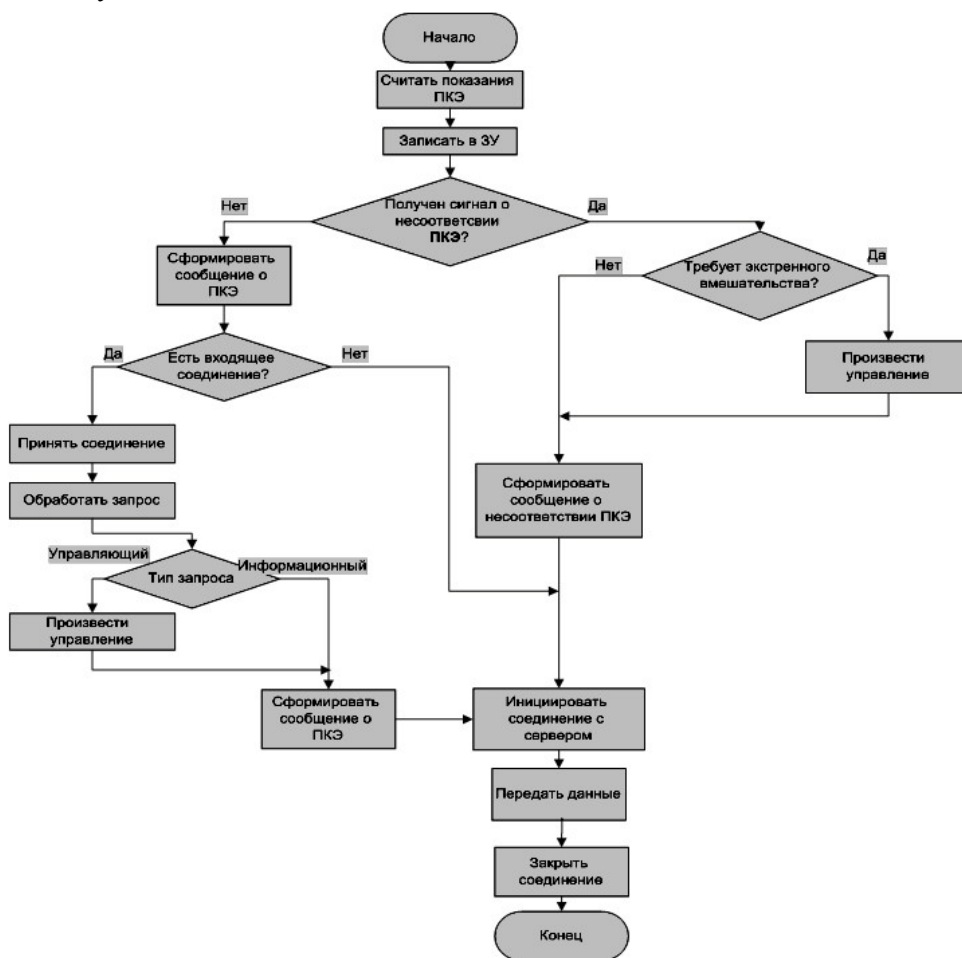 Начало
Считать показания
ПКЭ
Записать в ЗУ
Получен сигнал о
несоответсвии
ПКЭ?
Нет
Да
Сформировать
сообщение о
ПКЭ
Требует экстренного
вмешательства?
Нет
Да
Произвести
управление
Есть входящее
соединение?
Да
Нет
Принять соединение
Обработать запрос
Сформировать
сообщение о
несоответствии ПКЭ
Управляющий
Информационный
Тип запроса
Произвести
управление
Сформировать
сообщение о
ПКЭ
Инициировать
соединение с
сервером
Передать данные
Закрыть
соединение
Конец